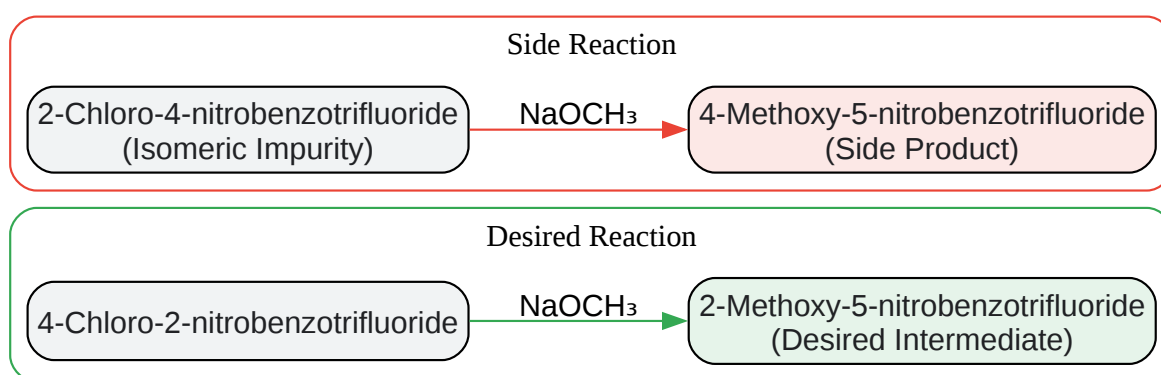 Side Reaction
2-Chloro-4-nitrobenzotrifluoride
(Isomeric Impurity)
NaOCH₃
4-Methoxy-5-nitrobenzotrifluoride
(Side Product)
Desired Reaction
4-Chloro-2-nitrobenzotrifluoride
NaOCH₃
2-Methoxy-5-nitrobenzotrifluoride
(Desired Intermediate)